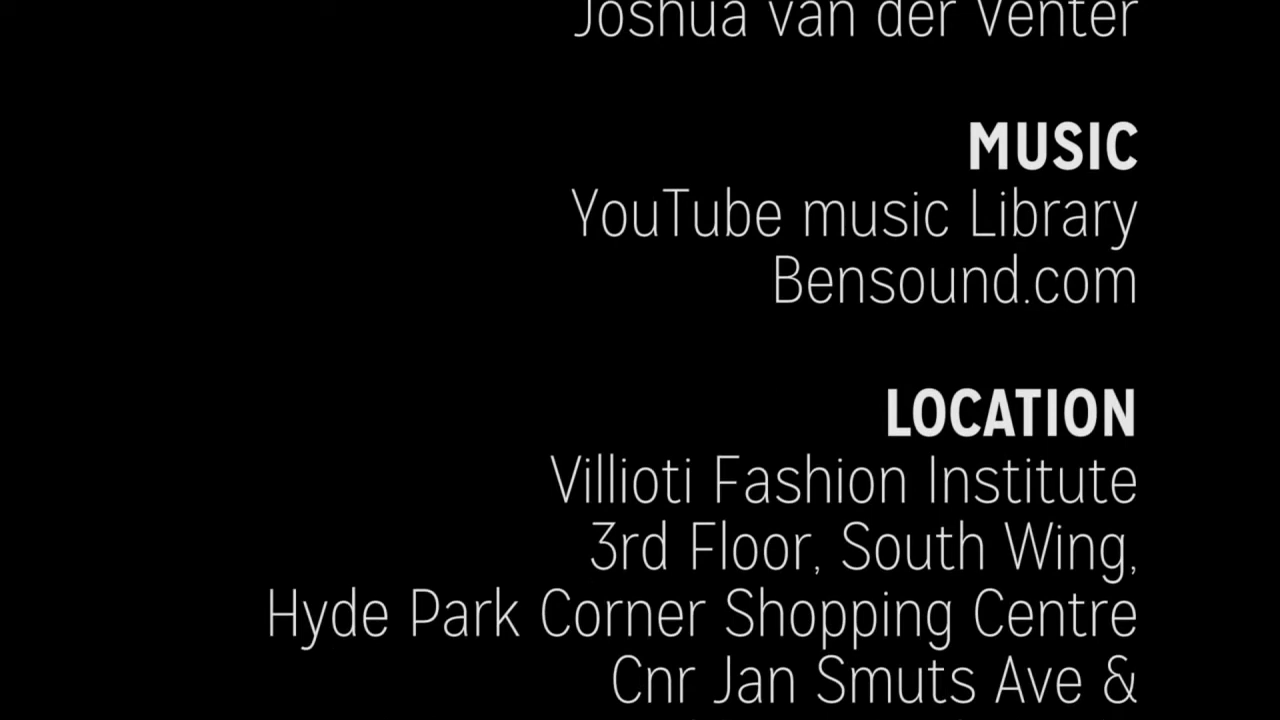 Joshua van der Venter
MUSIC
YouTube music Library
Bensound.com
LOCATION
Villioti Fashion Institute
3rd Floor, South Wing,
Hyde Park Corner Shopping Centre
Cnr Jan Smuts Ave &